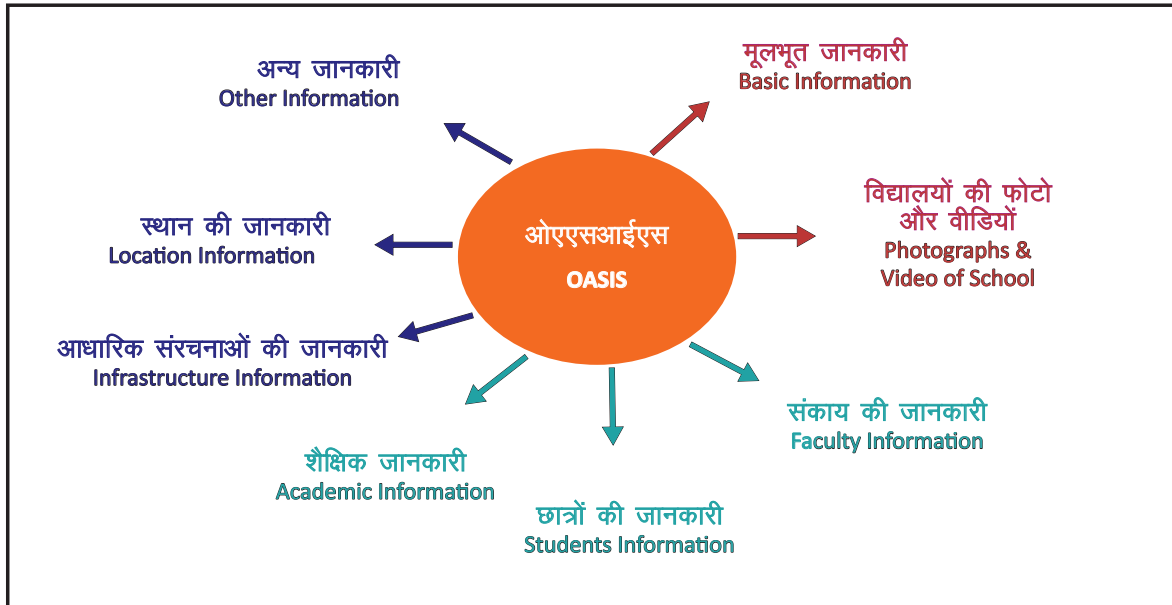 मूलभूत जानकारी
Basic Information
अन्य जानकारी
Other Information
विद्यालयों की फोटो
और वीडियों
Photographs &
Video of School
स्थान की जानकारी
Location Information
ओएएसआईएस
OASIS
आधारिक संरचनाओं की जानकारी
Infrastructure Information
संकाय की जानकारी
Faculty Information
शैक्षिक जानकारी
Academic Information
छात्रों की जानकारी
Students Information